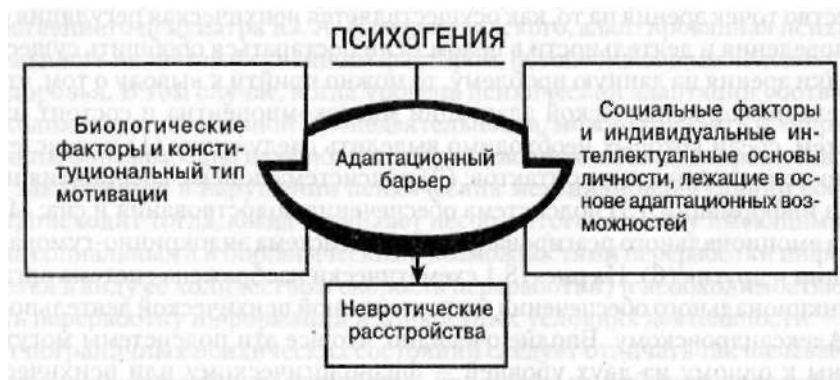 ПСИХОГЕНИЯ
Биологические
факторы и консти-
туциональный тип
мотивации
Адаптационный
барьер
Социальные факторы
и индивидуальные ин-
теллектуальные основы
личности, лежащие в ос-
нове адаптационных воз-
можностей
Невротические
расстройства